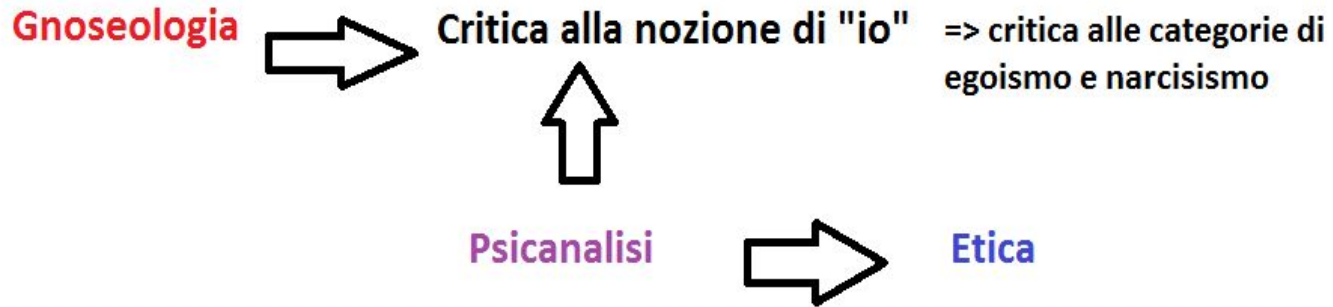 Gnoseologia
Critica alla nozione di "io"
=> critica alle categorie di
egoismo e narcisismo
Psicanalisi
Etica